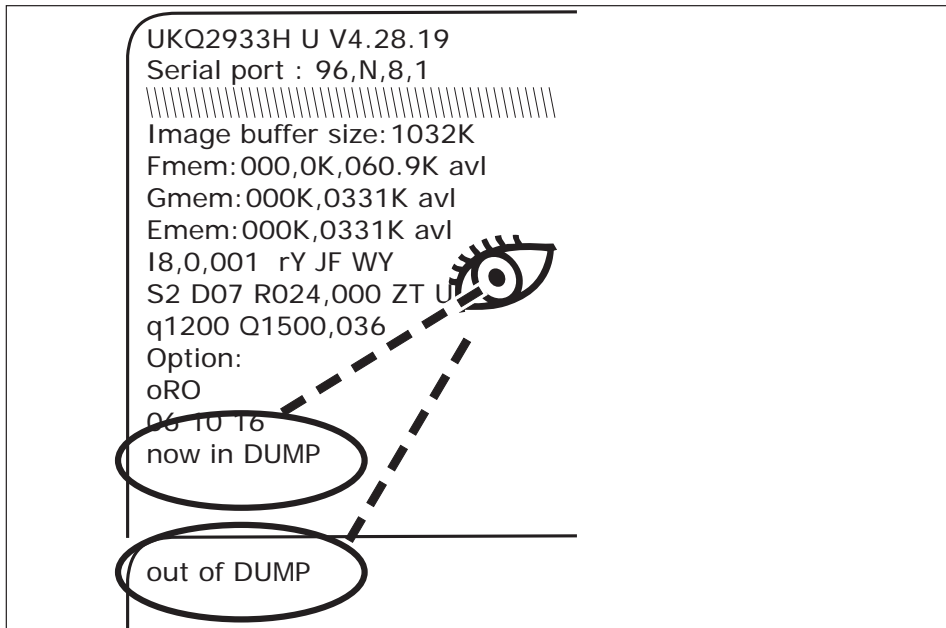 UKQ2933H U V4.28.19
Serial port : 96,N,8,1
Image buffer size:1032K
Fmem:000,0K,060.9K avl
Gmem:000K,0331K avl
Emem:000K,0331K avl
I8,0,001 rY JF WY
S2 D07 R024,000 ZT U
q1200 Q1500,036
Option:
oRO
06 10 16
now in DUMP
out of DUMP